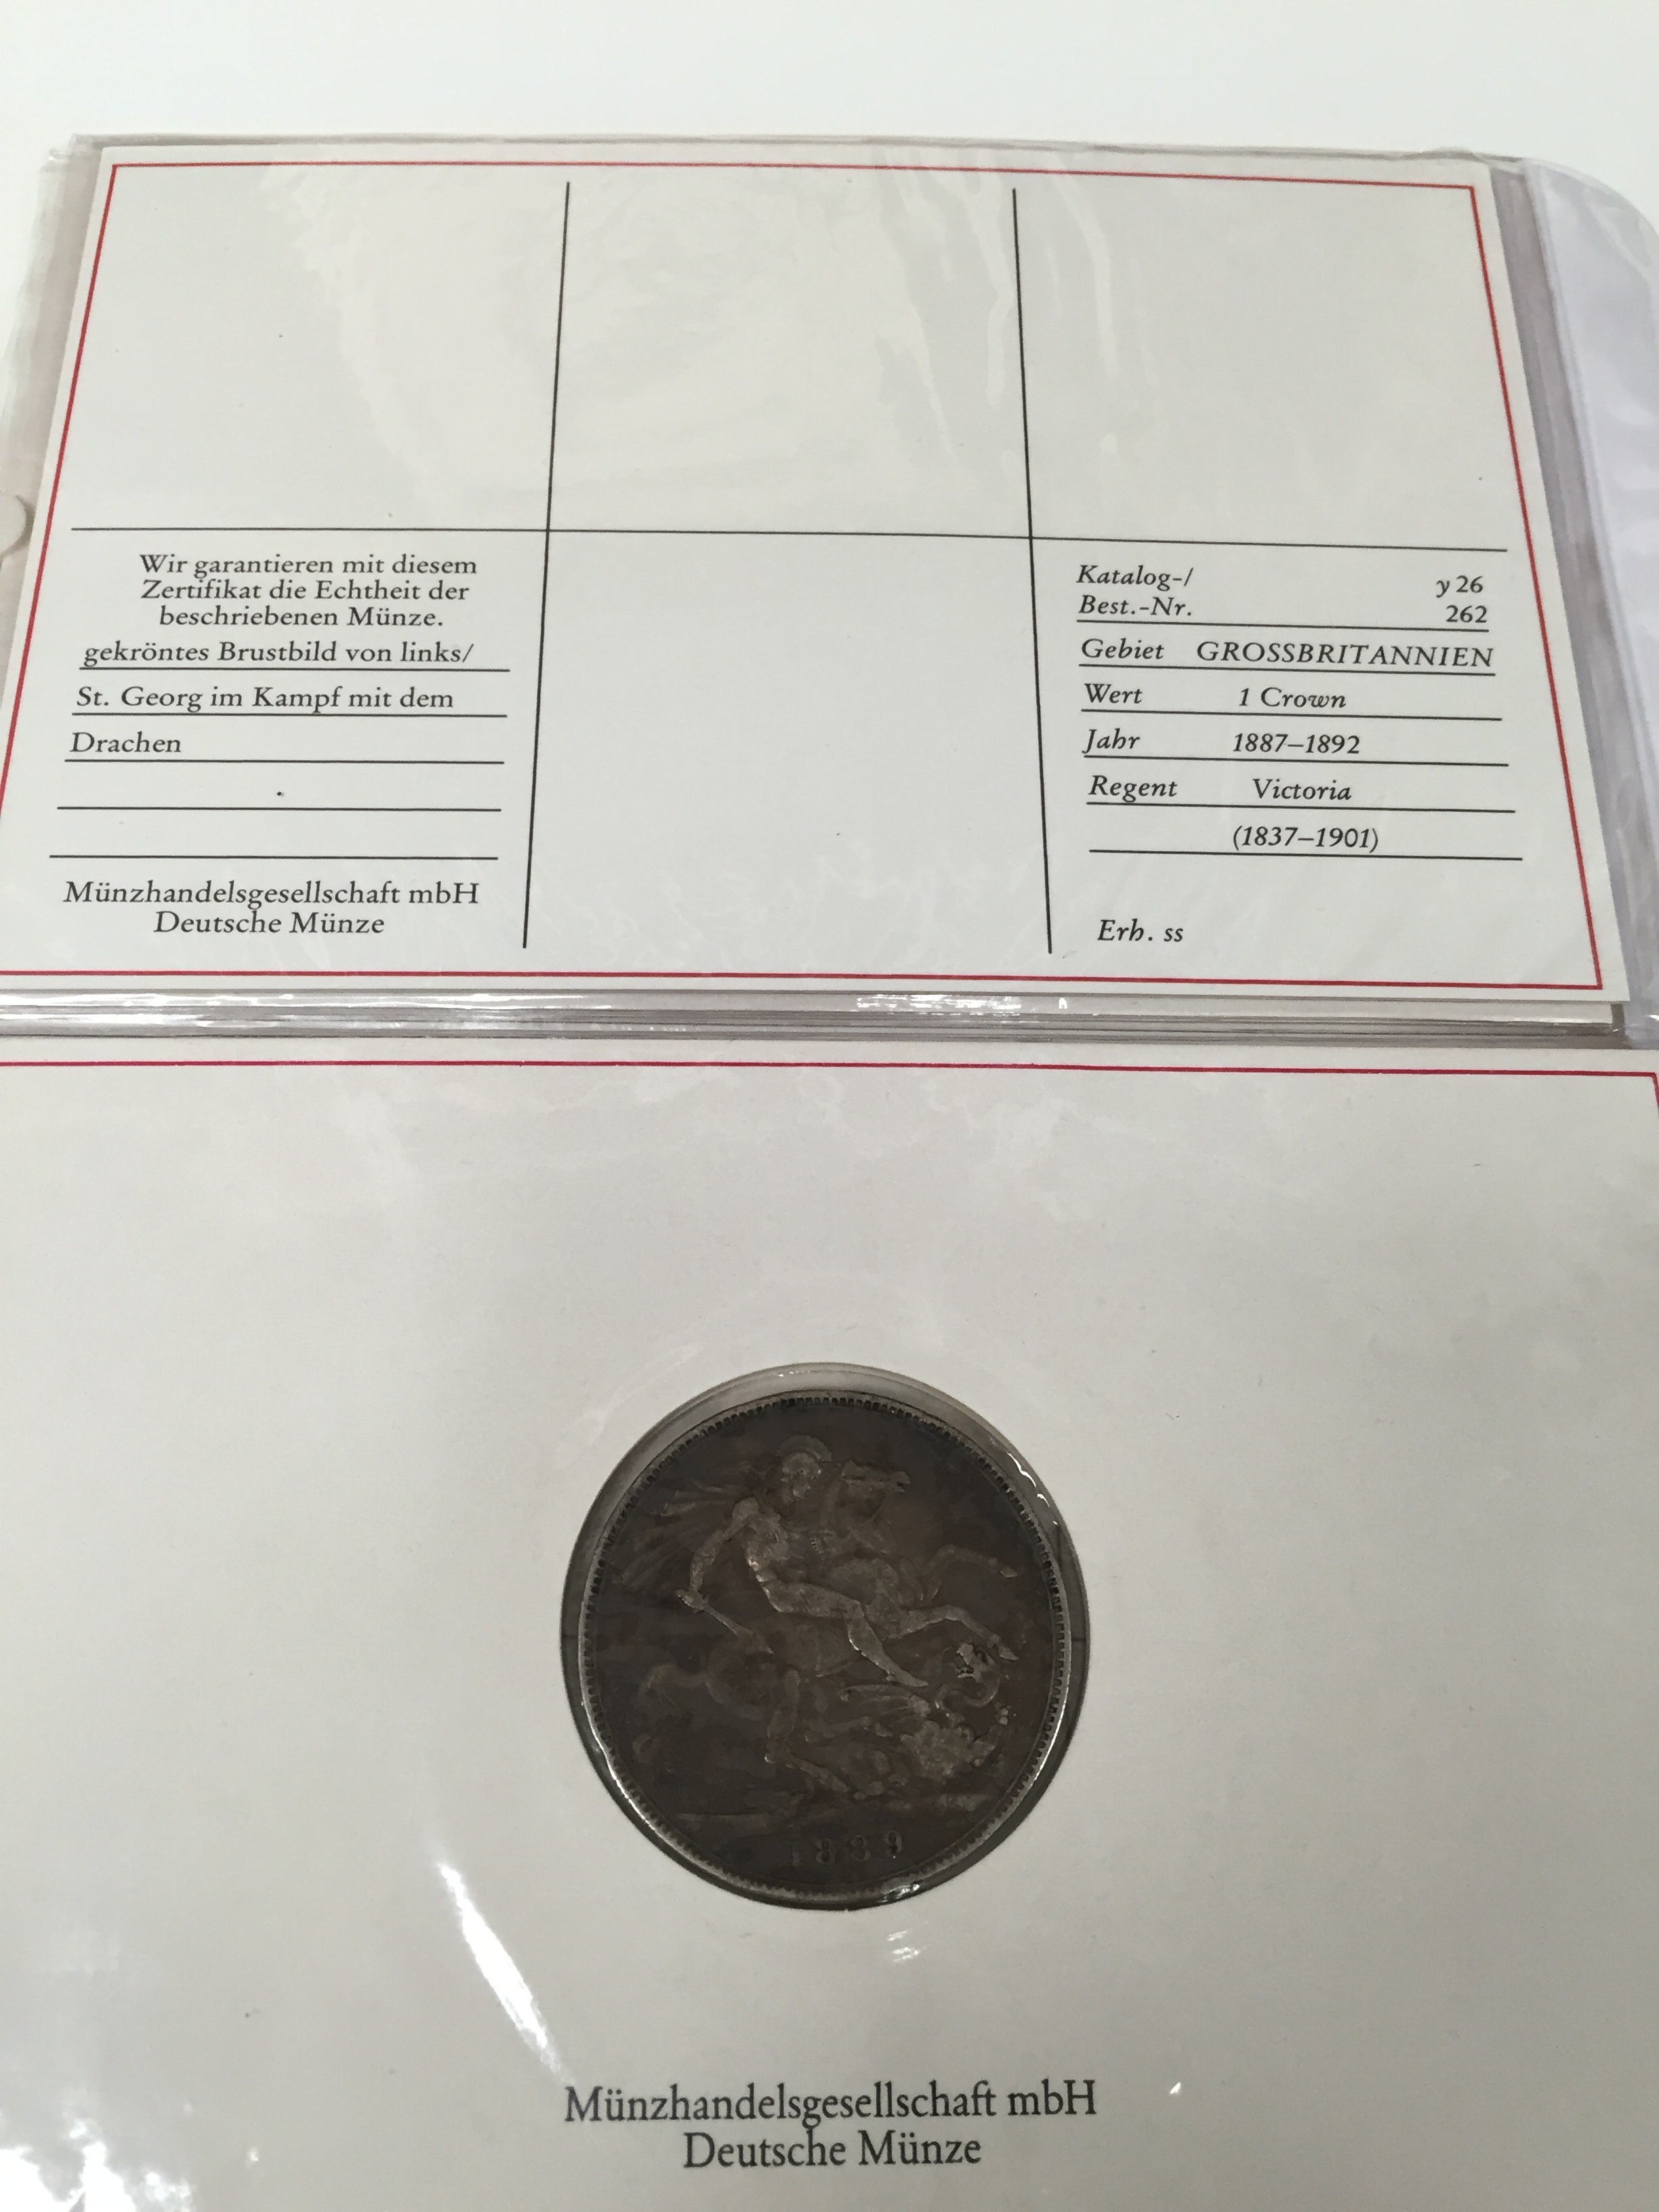 Wir garantieren mit diesem
Zertifikat die Echtheit der
beschriebenen Münze.
gekröntes Brustbild von links/
St. Georg im Kampf mit dem
Drachen
Münzhandelsgesellschaft mbH
Deutsche Münze
Katalog-/ y 26
Best.-Nr. 262
Gebiet GROSSBRITANNIEN
Wert 1 Crown
Jahr 1887–1892
Regent Victoria
(1837–1901)
Erh. ss
1889
Münzhandelsgesellschaft mbH
Deutsche Münze